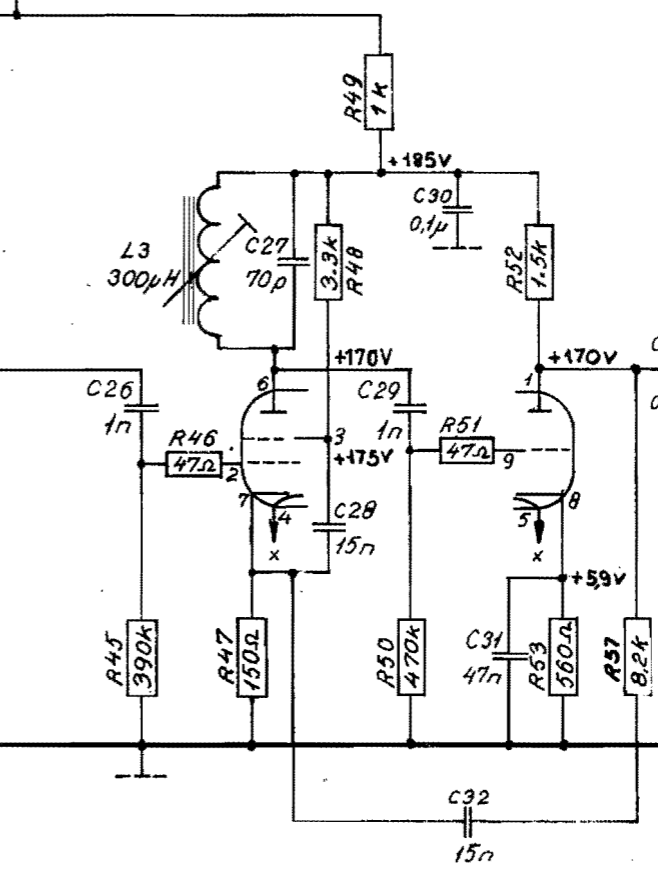 R49
1k
+185V
C30
0,1µ
L3
300µH
C27
70p
3.3k
R48
R52
1.5k
+170V
+170V
C26
1n
6
C29
1n
1
R46
47Ω
2
3
+175V
R51
47Ω
9
7
4
C28
15n
5
8
x
x
+5,9V
R45
390k
R47
150Ω
R50
470k
C31
47n
R53
560Ω
R57
8.2k
C32
15n